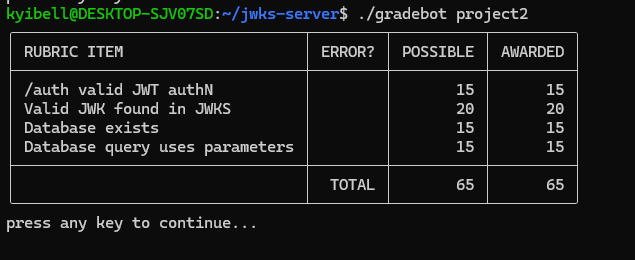 kyibell@DESKTOP-SJV07SD:~/jwks-server$ ./gradebot project2
RUBRIC ITEM ERROR? POSSIBLE AWARDED
/auth valid JWT authN 15 15
Valid JWK found in JWKS 20 20
Database exists 15 15
Database query uses parameters 15 15
TOTAL 65 65
press any key to continue...